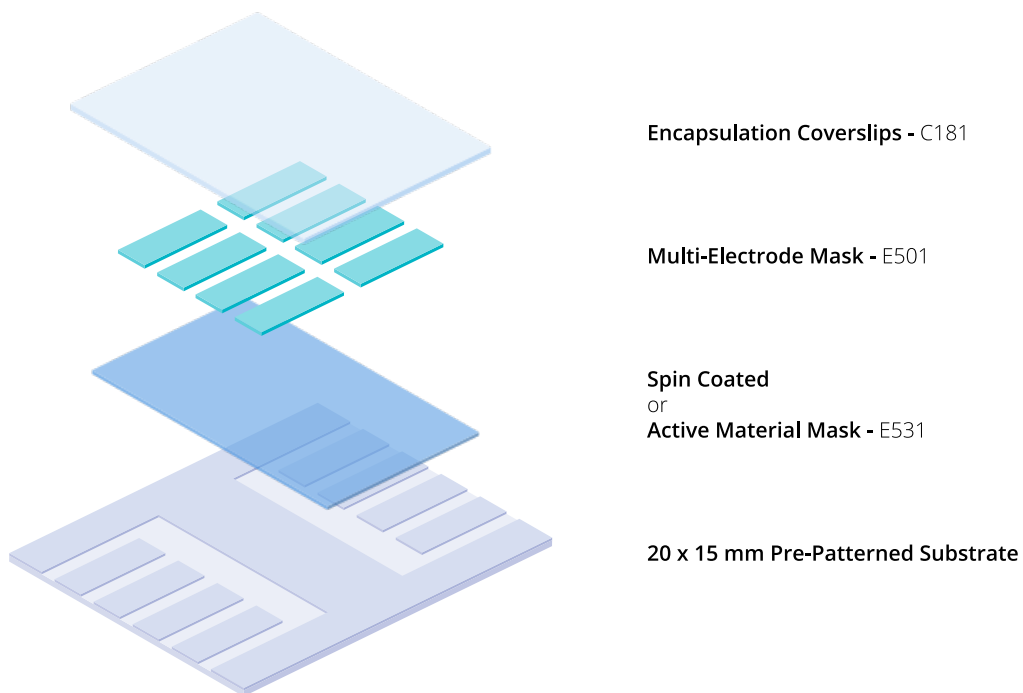 Encapsulation Coverslips - C181
Multi-Electrode Mask - E501
Spin Coated
or
Active Material Mask - E531
20 x 15 mm Pre-Patterned Substrate